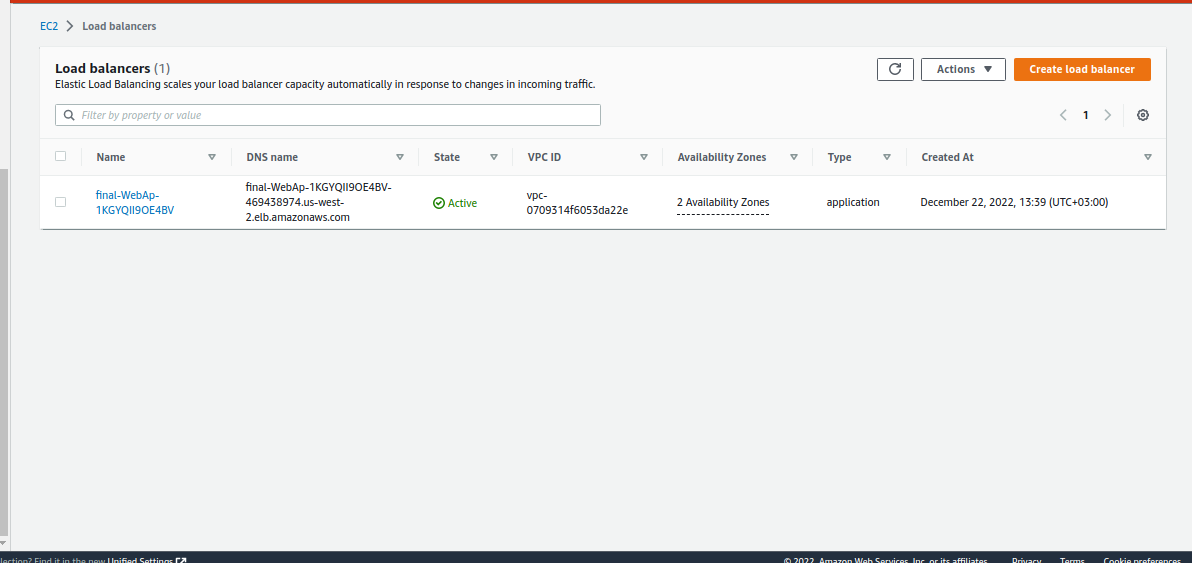 EC2 Load balancers
Load balancers (1)
Elastic Load Balancing scales your load balancer capacity automatically in response to changes in incoming traffic.
Actions
Create load balancer
Filter by property or value
1
Name DNS name State VPC ID Availability Zones Type Created At
final-WebAp-
1KGYQII9OE4BV
final-WebAp-1KGYQII9OE4BV-
469438974.us-west-
2.elb.amazonaws.com
Active
vpc-
0709314f6053da22e
2 Availability Zones
application
December 22, 2022, 13:39 (UTC+03:00)
lection? Find it in the new Unified Settings
© 2022, Amazon Web Services, Inc. or its affiliates. Privacy Terms Cookie preferences